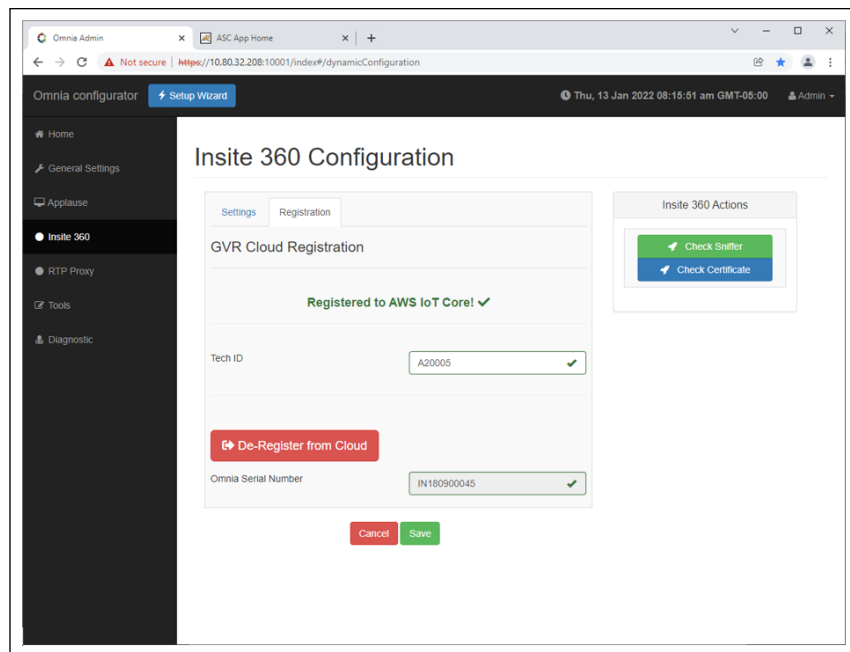 Omnia Admin
ASC App Home
Not secure https://10.80.32.208:10001/index#/dynamicConfiguration
Omnia configurator
Setup Wizard
Thu, 13 Jan 2022 08:15:51 am GMT-05:00
Admin
Home
General Settings
Applause
Insite 360
RTP Proxy
Tools
Diagnostic
Insite 360 Configuration
Settings
Registration
GVR Cloud Registration
Registered to AWS IoT Core!
Tech ID
A20005
De-Register from Cloud
Omnia Serial Number
IN180900045
Cancel
Save
Insite 360 Actions
Check Sniffer
Check Certificate